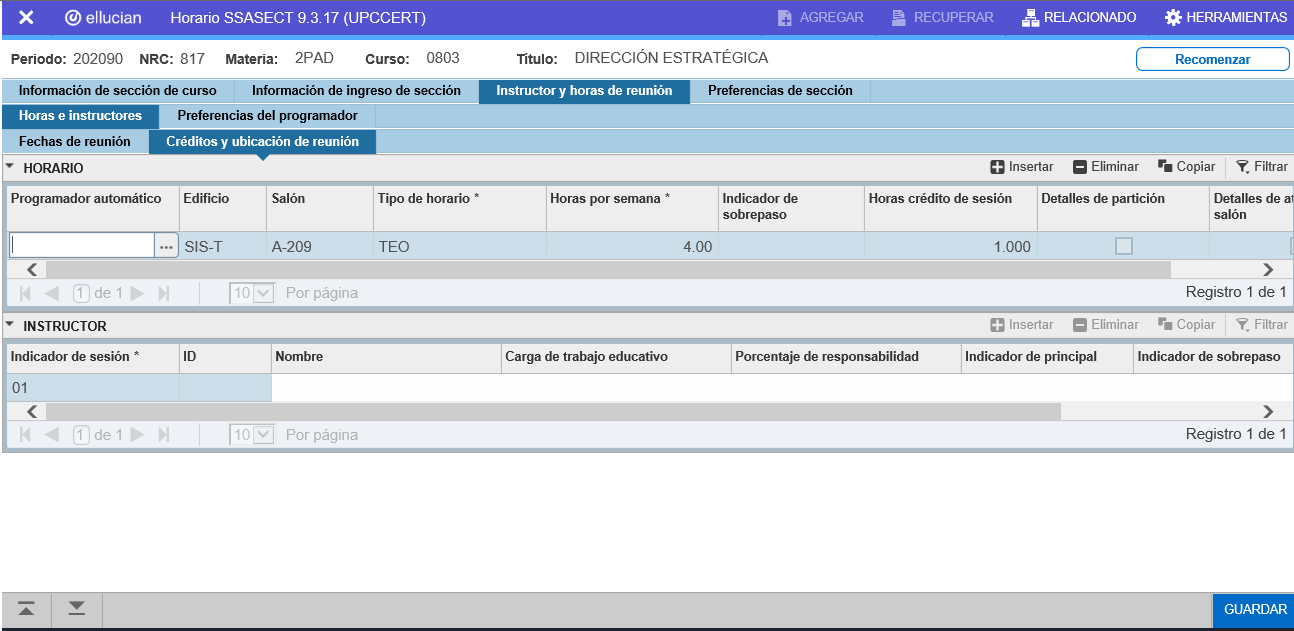 ellucian Horario SSASECT 9.3.17 (UPCCERT) AGREGAR RECUPERAR RELACIONADO HERRAMIENTAS
Periodo: 202090 NRC: 817 Materia: 2PAD Curso: 0803 Título: DIRECCIÓN ESTRATÉGICA Recomenzar
Información de sección de curso Información de ingreso de sección Instructor y horas de reunión Preferencias de sección
Horas e instructores Preferencias del programador
Fechas de reunión Créditos y ubicación de reunión
HORARIO Insertar Eliminar Copiar Filtrar
Programador automático Edificio Salón Tipo de horario * Horas por semana * Indicador de sobrepaso Horas crédito de sesión Detalles de partición Detalles de at salón
... SIS-T A-209 TEO 4.00 1.000
1 de 1 10 Por página Registro 1 de 1
INSTRUCTOR Insertar Eliminar Copiar Filtrar
Indicador de sesión * ID Nombre Carga de trabajo educativo Porcentaje de responsabilidad Indicador de principal Indicador de sobrepaso
01
1 de 1 10 Por página Registro 1 de 1
GUARDAR